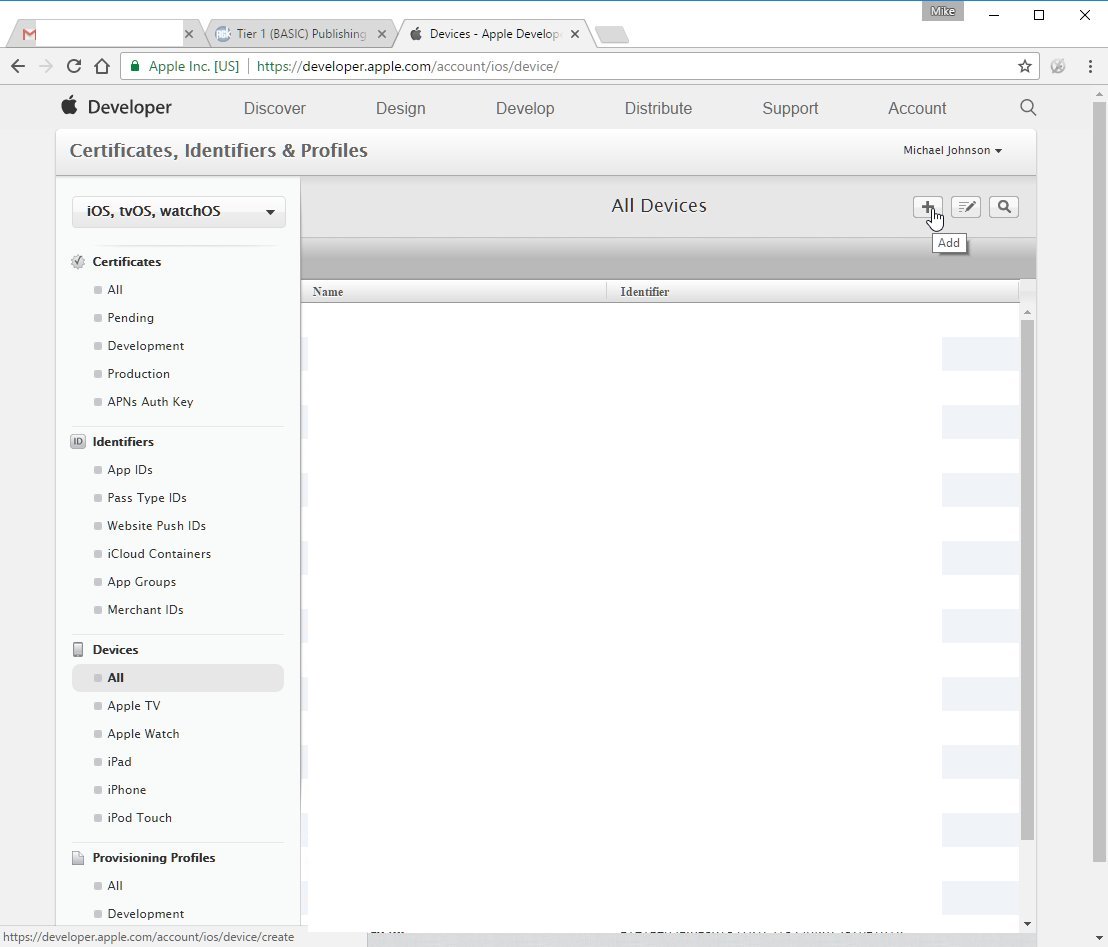 Mike
Tier 1 (BASIC) Publishing
Devices - Apple Develop
Apple Inc. [US] https://developer.apple.com/account/ios/device/
Developer Discover Design Develop Distribute Support Account
Certificates, Identifiers & Profiles
Michael Johnson
iOS, tvOS, watchOS
All Devices
Add
Name
Identifier
Certificates
All
Pending
Development
Production
APNs Auth Key
ID Identifiers
App IDs
Pass Type IDs
Website Push IDs
iCloud Containers
App Groups
Merchant IDs
Devices
All
Apple TV
Apple Watch
iPad
iPhone
iPod Touch
Provisioning Profiles
All
Development
https://developer.apple.com/account/ios/device/create